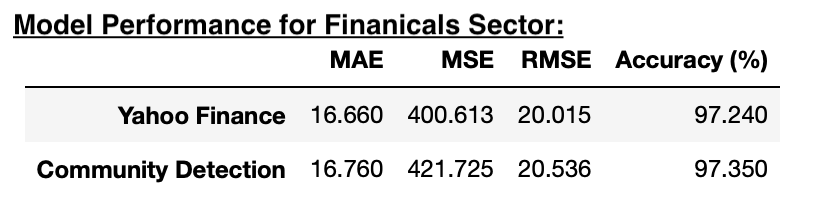 Model Performance for Finanicals Sector:
MAE MSE RMSE Accuracy (%)
Yahoo Finance 16.660 400.613 20.015 97.240
Community Detection 16.760 421.725 20.536 97.350